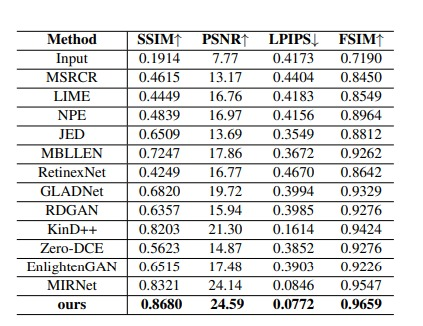 Method SSIM↑ PSNR↑ LPIPS↓ FSIM↑
Input 0.1914 7.77 0.4173 0.7190
MSRCR 0.4615 13.17 0.4404 0.8450
LIME 0.4449 16.76 0.4183 0.8549
NPE 0.4839 16.97 0.4156 0.8964
JED 0.6509 13.69 0.3549 0.8812
MBLLEN 0.7247 17.86 0.3672 0.9262
RetinexNet 0.4249 16.77 0.4670 0.8642
GLADNet 0.6820 19.72 0.3994 0.9329
RDGAN 0.6357 15.94 0.3985 0.9276
KinD++ 0.8203 21.30 0.1614 0.9424
Zero-DCE 0.5623 14.87 0.3852 0.9276
EnlightenGAN 0.6515 17.48 0.3903 0.9226
MIRNet 0.8321 24.14 0.0846 0.9547
ours 0.8680 24.59 0.0772 0.9659